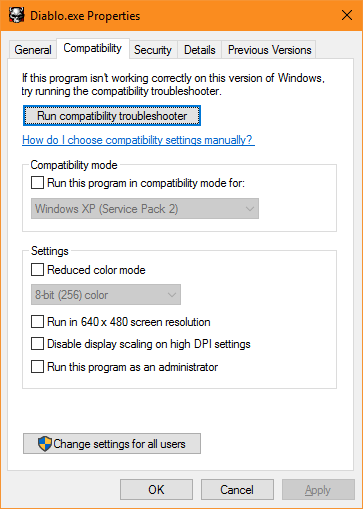 Diablo.exe Properties
General
Compatibility
Security
Details
Previous Versions
If this program isn't working correctly on this version of Windows,
try running the compatibility troubleshooter.
Run compatibility troubleshooter
How do I choose compatibility settings manually?
Compatibility mode
Run this program in compatibility mode for:
Windows XP (Service Pack 2)
Settings
Reduced color mode
8-bit (256) color
Run in 640 x 480 screen resolution
Disable display scaling on high DPI settings
Run this program as an administrator
Change settings for all users
OK
Cancel
Apply